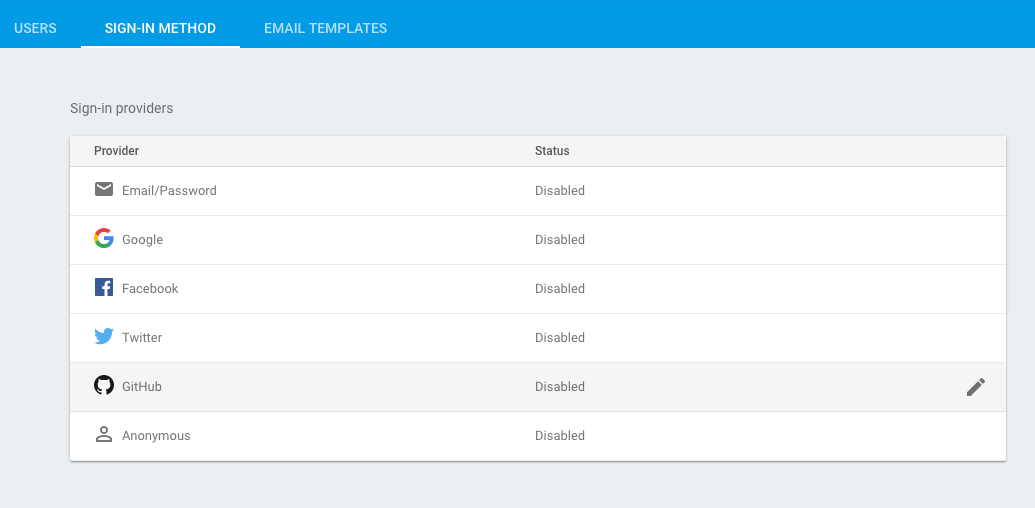 USERS SIGN-IN METHOD EMAIL TEMPLATES
Sign-in providers
Provider Status
Email/Password Disabled
Google Disabled
Facebook Disabled
Twitter Disabled
GitHub Disabled
Anonymous Disabled